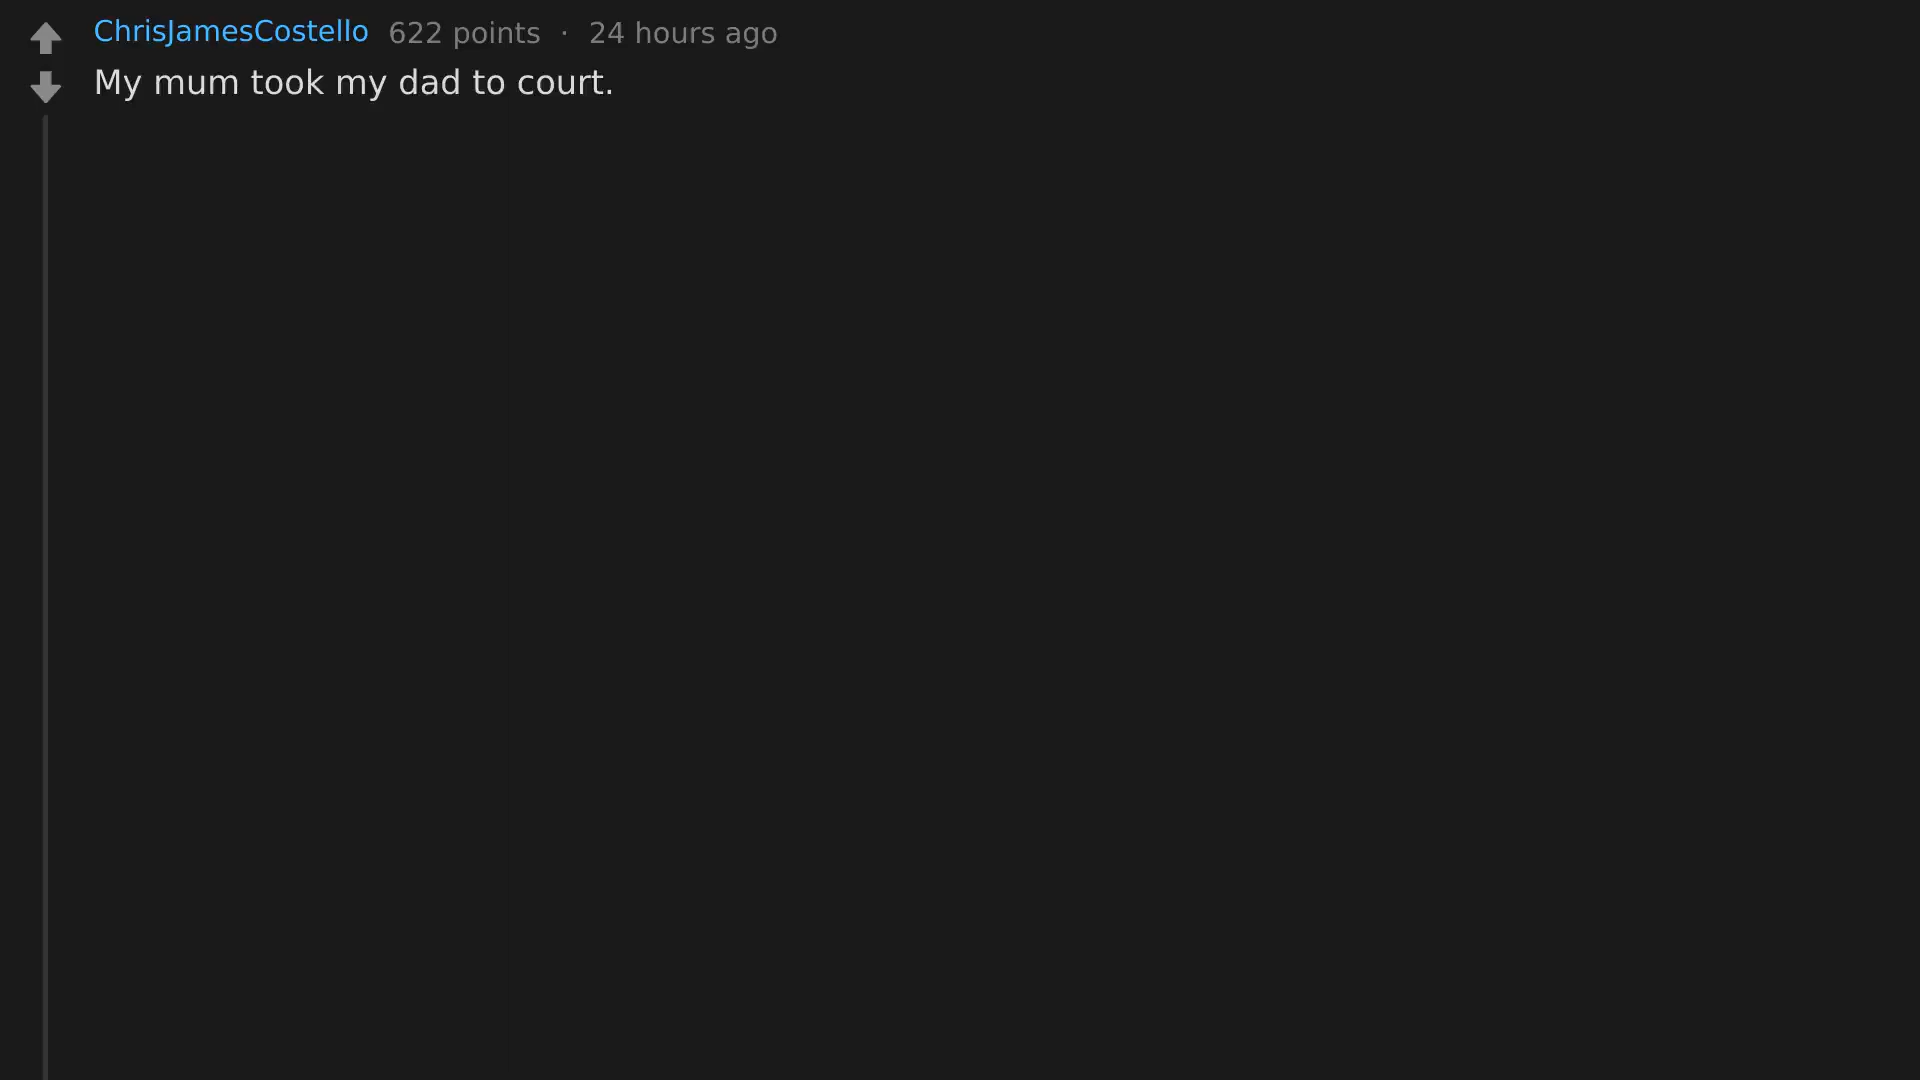 ChrisJamesCostello 622 points · 24 hours ago
My mum took my dad to court.